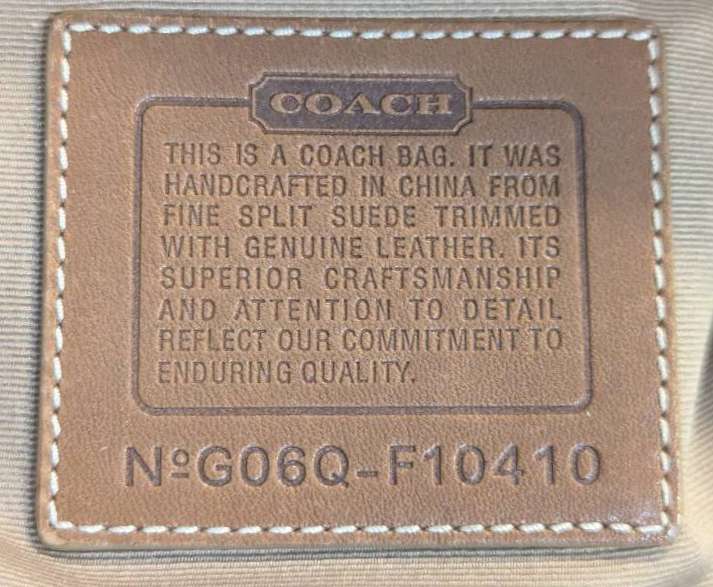 COACH
THIS IS A COACH BAG. IT WAS
HANDCRAFTED IN CHINA FROM
FINE SPLIT SUEDE TRIMMED
WITH GENUINE LEATHER. ITS
SUPERIOR CRAFTSMANSHIP
AND ATTENTION TO DETAIL
REFLECT OUR COMMITMENT TO
ENDURING QUALITY.
NºG06Q-F10410